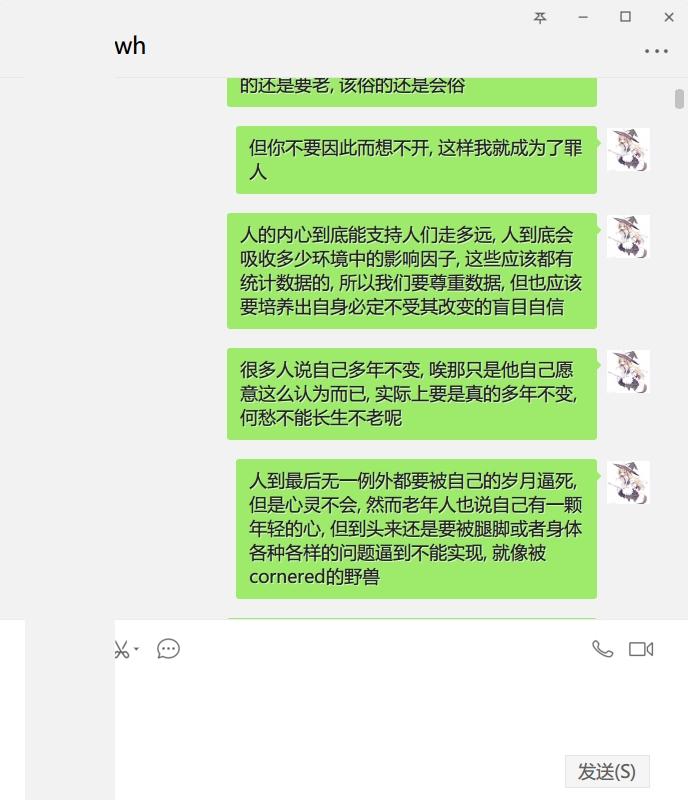 wh
的还是要老, 该俗的还是会俗
但你不要因此而想不开, 这样我就成为了罪
人
人的内心到底能支持人们走多远, 人到底会
吸收多少环境中的影响因子, 这些应该都有
统计数据的, 所以我们要尊重数据, 但也应该
要培养出自身必定不受其改变的盲目自信
很多人说自己多年不变, 唉那只是他自己愿
意这么认为而已, 实际上要是真的多年不变,
何愁不能长生不老呢
人到最后无一例外都要被自己的岁月逼死,
但是心灵不会, 然而老年人也说自己有一颗
年轻的心, 但到头来还是要被腿脚或者身体
各种各样的问题逼到不能实现, 就像被
cornered的野兽
发送(S)